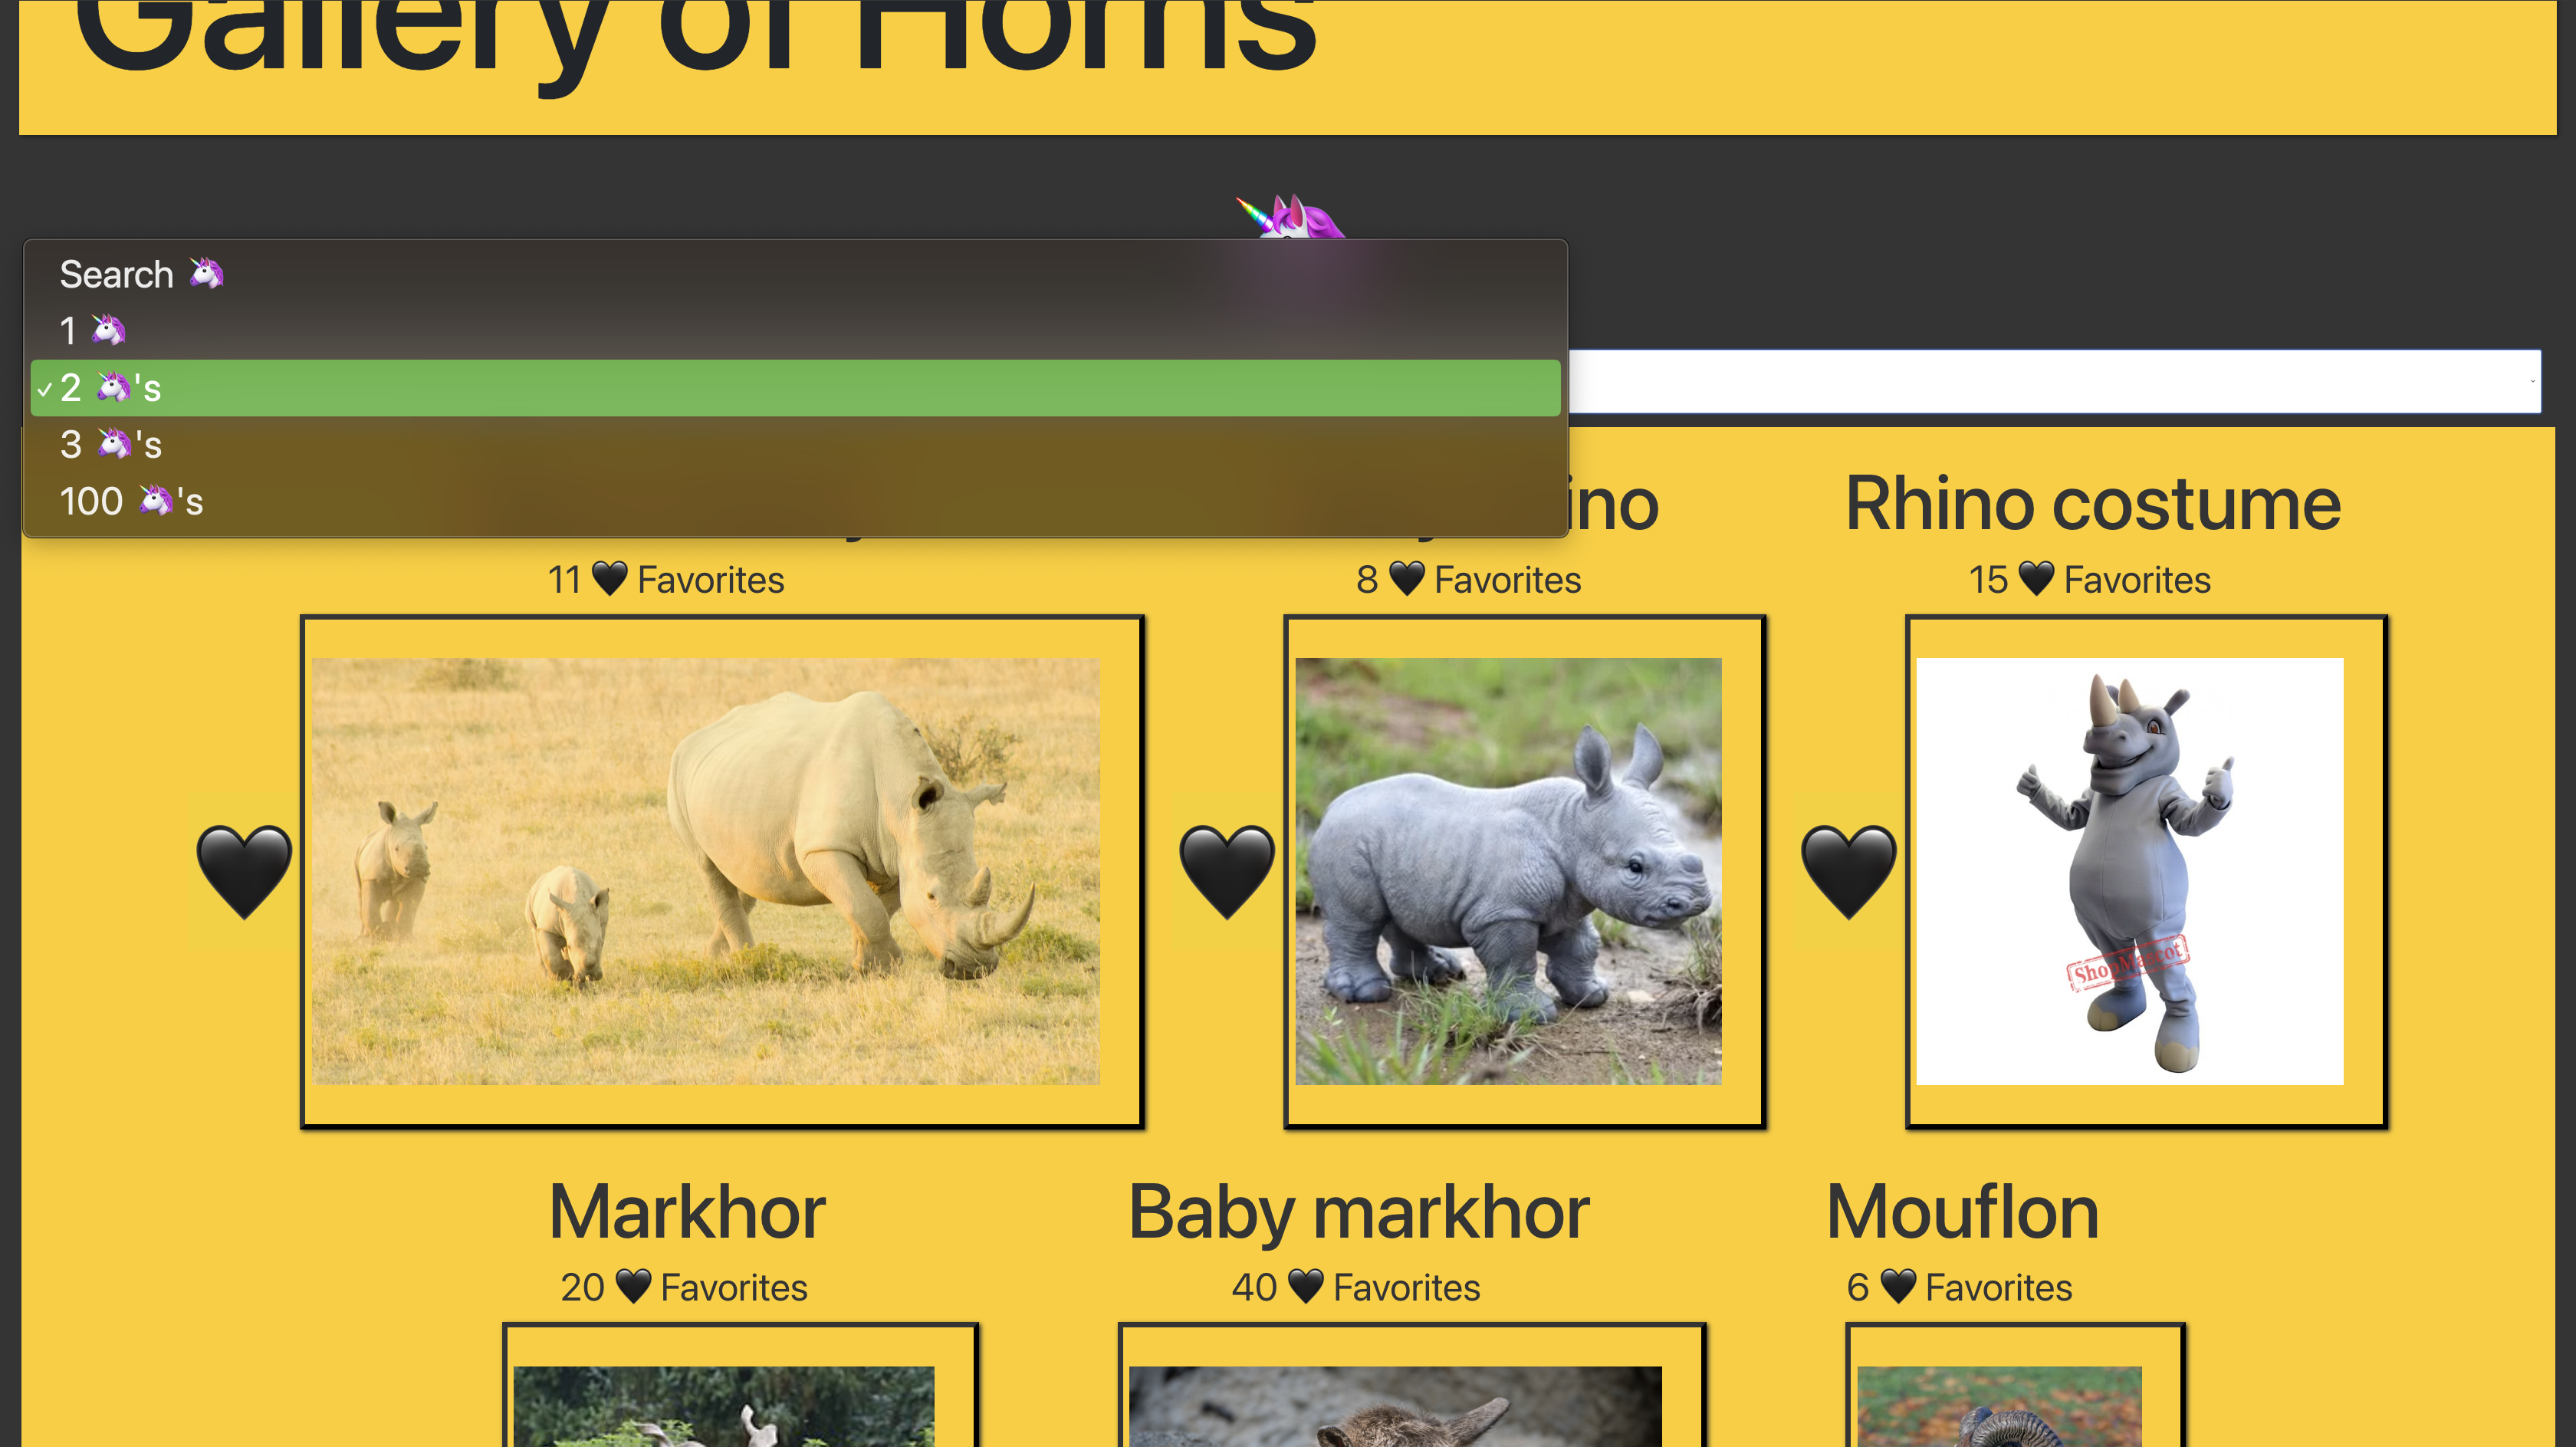 Gallery of Horns
Search 🦄
1 🦄
✓ 2 🦄's
3 🦄's
100 🦄's
Rhino costume
11 🖤 Favorites
8 🖤 Favorites
15 🖤 Favorites
ShopMascot
Markhor
Baby markhor
Mouflon
20 🖤 Favorites
40 🖤 Favorites
6 🖤 Favorites